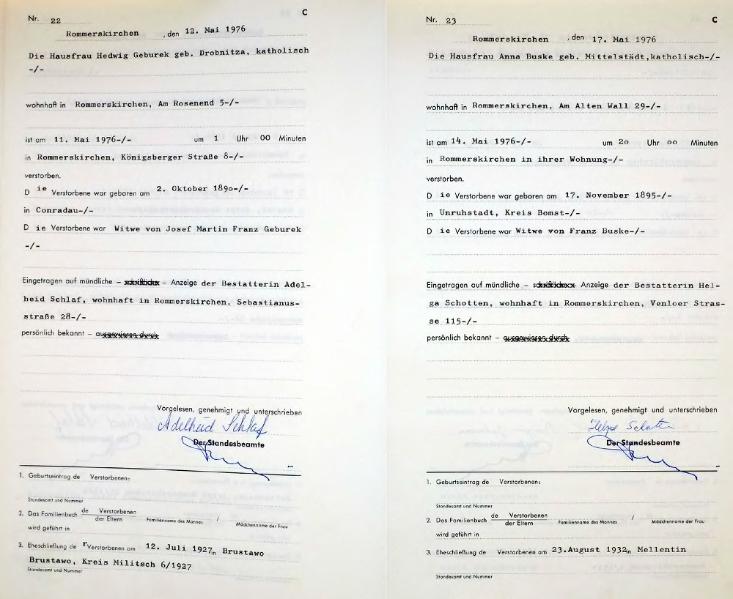 Nr. 22
C
Rommerskirchen , den 12. Mai 1976
Die Hausfrau Hedwig Geburek geb. Drobnitza, katholisch
-/-
wohnhaft in Rommerskirchen, Am Rosenend 5-/-
ist am 11. Mai 1976-/- um 1 Uhr 00 Minuten
in Rommerskirchen, Königsberger Straße 8-/-
verstorben.
D ie Verstorbene war geboren am 2. Oktober 1890-/-
in Conradau-/-
D ie Verstorbene war Witwe von Josef Martin Franz Geburek
-/-
Eingetragen auf mündliche – Anzeige der Bestatterin Adel-
heid Schlaf, wohnhaft in Rommerskirchen, Sebastianus-
straße 28-/-
persönlich bekannt – ausgewiesen durch
Vorgelesen, genehmigt und unterschrieben
Adelheid Schlaf
Der Standesbeamte
1. Geburtseintrag de Verstorbenen:
Standesamt und Nummer
2. Das Familienbuch de Verstorbenen / der Eltern Familienname des Mannes / Mädchenname der Frau
wird geführt in
3. Eheschließung de r Verstorbenen am 12. Juli 1927, in Brustawo
Brustawo, Kreis Militsch 6/1927
Standesamt und Nummer
Nr. 23
C
Rommerskirchen , den 17. Mai 1976
Die Hausfrau Anna Buske geb. Mittelstädt,katholisch-/-
wohnhaft in Rommerskirchen, Am Alten Wall 29-/-
ist am 14. Mai 1976-/- um 20 Uhr 00 Minuten
in Rommerskirchen in ihrer Wohnung-/-
verstorben.
D ie Verstorbene war geboren am 17. November 1895-/-
in Unruhstadt, Kreis Bomst-/-
D ie Verstorbene war Witwe von Franz Buske-/-
Eingetragen auf mündliche – Anzeige der Bestatterin Hel-
ga Schotten, wohnhaft in Rommerskirchen, Venloer Stras-
se 115-/-
persönlich bekannt – ausgewiesen durch
Vorgelesen, genehmigt und unterschrieben
Der Standesbeamte
1. Geburtseintrag de Verstorbenen:
Standesamt und Nummer
2. Das Familienbuch de Verstorbenen / der Eltern Familienname des Mannes / Mädchenname der Frau
wird geführt in
3. Eheschließung de Verstorbenen am 23.August 1932, in Mellentin
Standesamt und Nummer